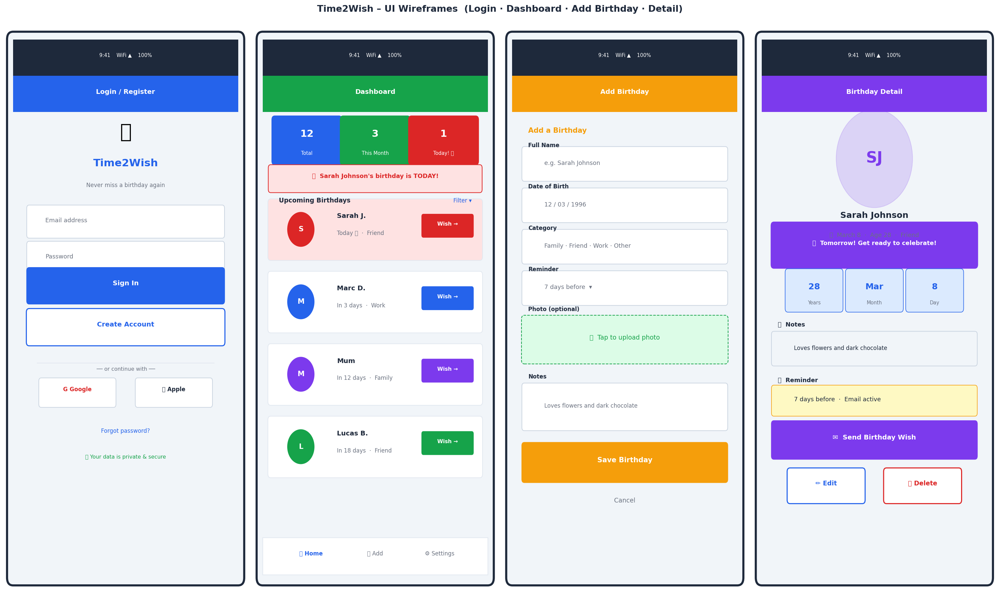 Time2Wish – UI Wireframes  (Login · Dashboard · Add Birthday · Detail)
9:41    WiFi ▲    100%
Login / Register
Time2Wish
Never miss a birthday again
Email address
Password
Sign In
Create Account
── or continue with ──
G Google
Apple
Forgot password?
Your data is private & secure
9:41    WiFi ▲    100%
Dashboard
12
Total
3
This Month
1
Today!
Sarah Johnson's birthday is TODAY!
Upcoming Birthdays
Filter ▾
S
Sarah J.
Today  ·  Friend
Wish →
M
Marc D.
In 3 days  ·  Work
Wish →
M
Mum
In 12 days  ·  Family
Wish →
L
Lucas B.
In 18 days  ·  Friend
Wish →
Home
Add
⚙ Settings
9:41    WiFi ▲    100%
Add Birthday
Add a Birthday
Full Name
e.g. Sarah Johnson
Date of Birth
12 / 03 / 1996
Category
Family · Friend · Work · Other
Reminder
7 days before  ▾
Photo (optional)
Tap to upload photo
Notes
Loves flowers and dark chocolate
Save Birthday
Cancel
9:41    WiFi ▲    100%
Birthday Detail
SJ
Sarah Johnson
March 8  ·  Age 28  ·  Friend
Tomorrow! Get ready to celebrate!
28
Years
Mar
Month
8
Day
Notes
Loves flowers and dark chocolate
Reminder
7 days before  ·  Email active
✉  Send Birthday Wish
✏ Edit
Delete